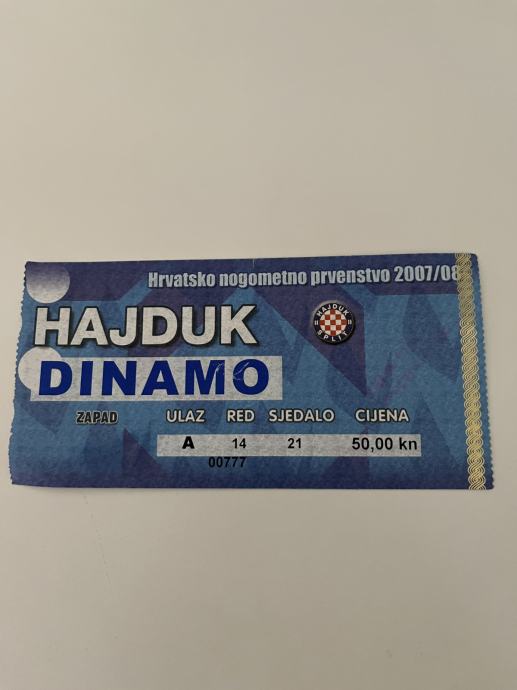 Hrvatsko nogometno prvenstvo 2007/08
HAJDUK
HAJDUK
SPLIT
DINAMO
ZAPAD
ULAZ RED SJEDALO CIJENA
A 14 21 50,00 kn
00777